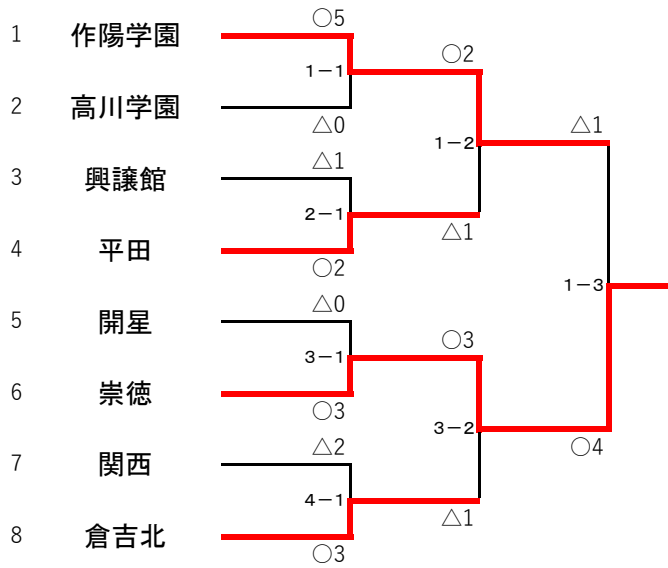 1 作陽学園 ○5
1－1 ○2
2 高川学園 △0
1－2 △1
3 興譲館 △1
2－1 △1
4 平田 ○2
1－3
5 開星 △0
3－1 ○3
6 崇徳 ○3
3－2 ○4
7 関西 △2
4－1 △1
8 倉吉北 ○3